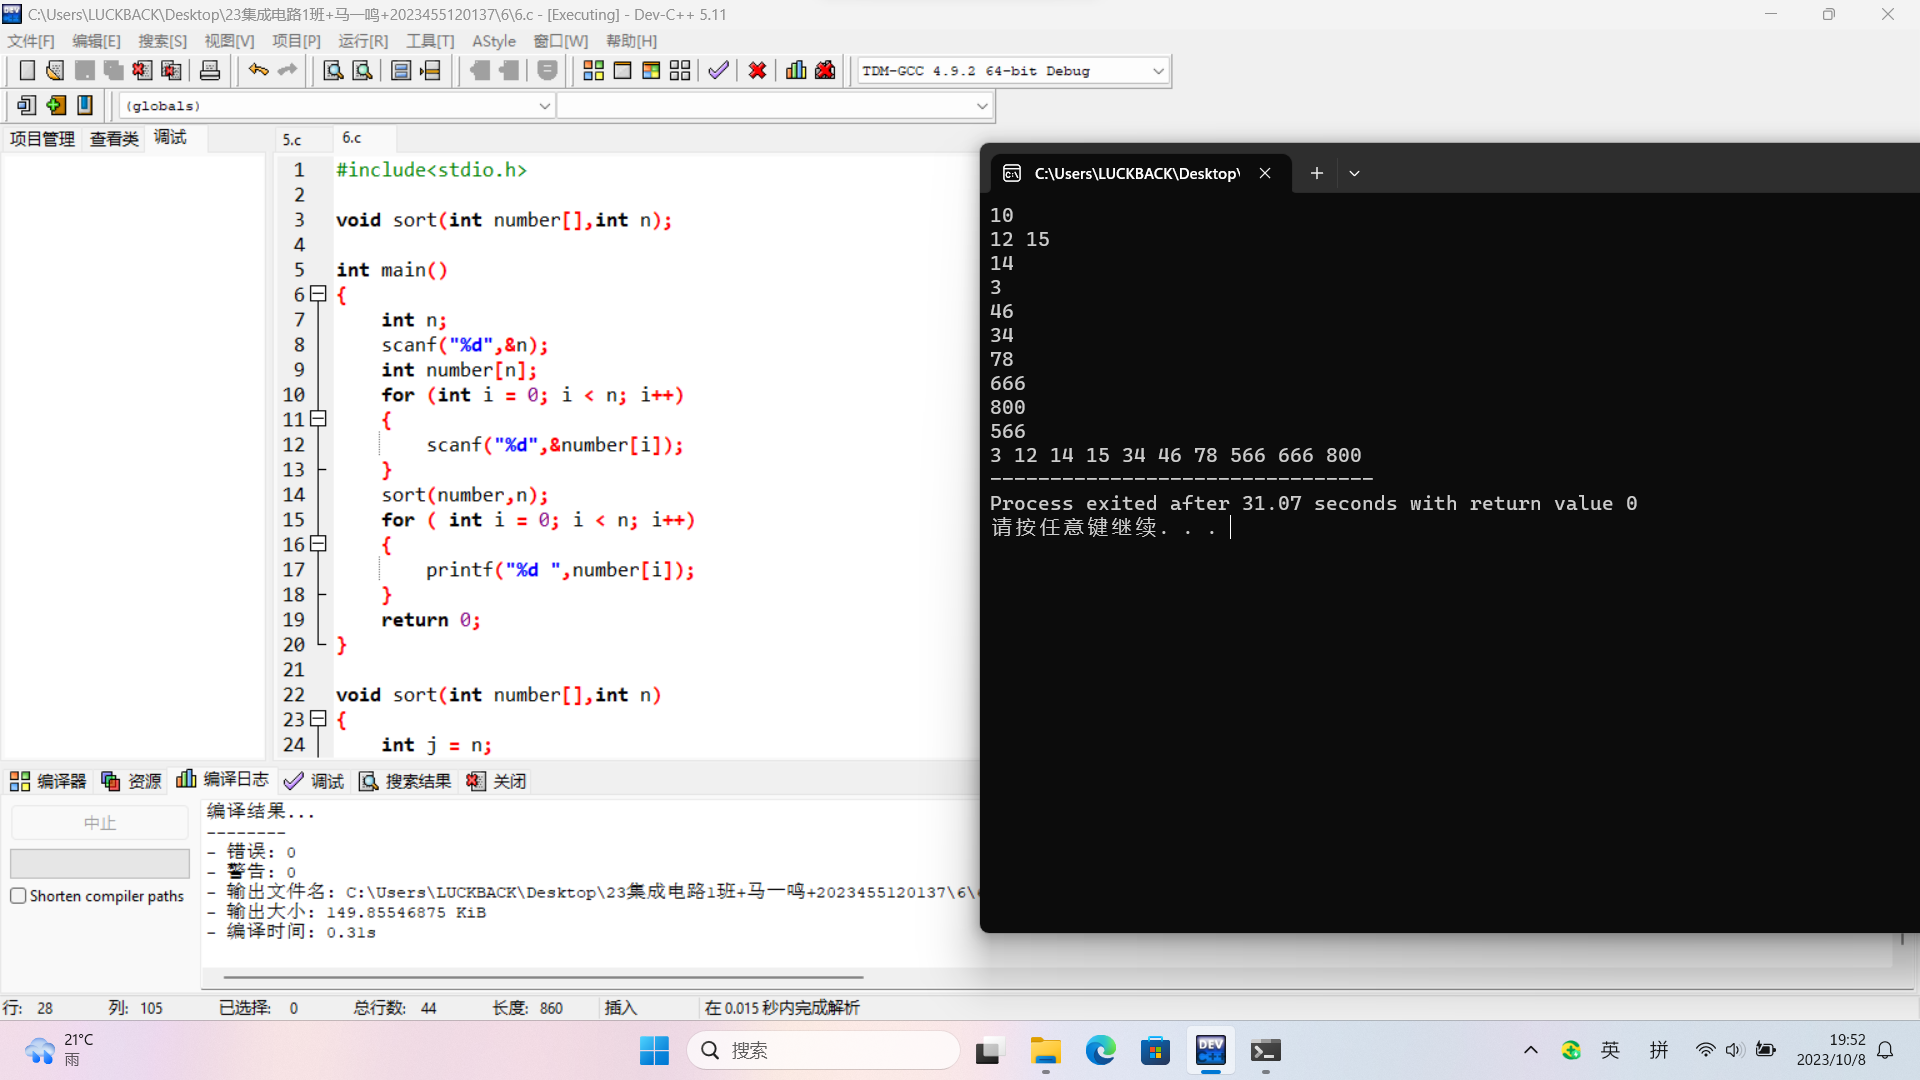 C:\Users\LUCKBACK\Desktop\23集成电路1班+马一鸣+2023455120137\6\6.c - [Executing] - Dev-C++ 5.11
文件[F] 编辑[E] 搜索[S] 视图[V] 项目[P] 运行[R] 工具[T] AStyle 窗口[W] 帮助[H]
TDM-GCC 4.9.2 64-bit Debug
(globals)
项目管理 查看类 调试
5.c 6.c
1 #include<stdio.h>
2
3 void sort(int number[],int n);
4
5 int main()
6 {
7 int n;
8 scanf("%d",&n);
9 int number[n];
10 for (int i = 0; i < n; i++)
11 {
12 scanf("%d",&number[i]);
13 }
14 sort(number,n);
15 for ( int i = 0; i < n; i++)
16 {
17 printf("%d ",number[i]);
18 }
19 return 0;
20 }
21
22 void sort(int number[],int n)
23 {
24 int j = n;
C:\Users\LUCKBACK\Desktop\
10
12 15
14
3
46
34
78
666
800
566
3 12 14 15 34 46 78 566 666 800
--------------------------------
Process exited after 31.07 seconds with return value 0
请按任意键继续. . .
编译器 资源 编译日志 调试 搜索结果 关闭
中止
Shorten compiler paths
编译结果...
--------
- 错误: 0
- 警告: 0
- 输出文件名: C:\Users\LUCKBACK\Desktop\23集成电路1班+马一鸣+2023455120137\6\
- 输出大小: 149.85546875 KiB
- 编译时间: 0.31s
行: 28 列: 105 已选择: 0 总行数: 44 长度: 860 插入 在 0.015 秒内完成解析
21°C
雨
搜索
DEV
英 拼
19:52
2023/10/8